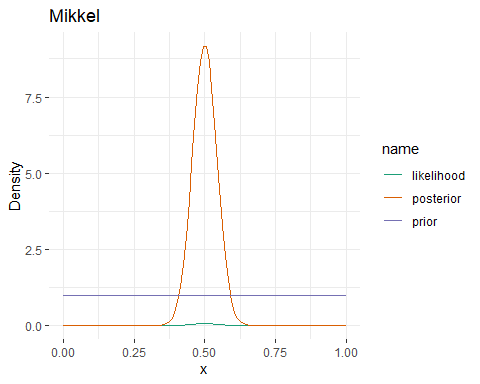 Mikkel
Density
7.5
5.0
2.5
0.0
0.00 0.25 0.50 0.75 1.00
x
name
likelihood
posterior
prior